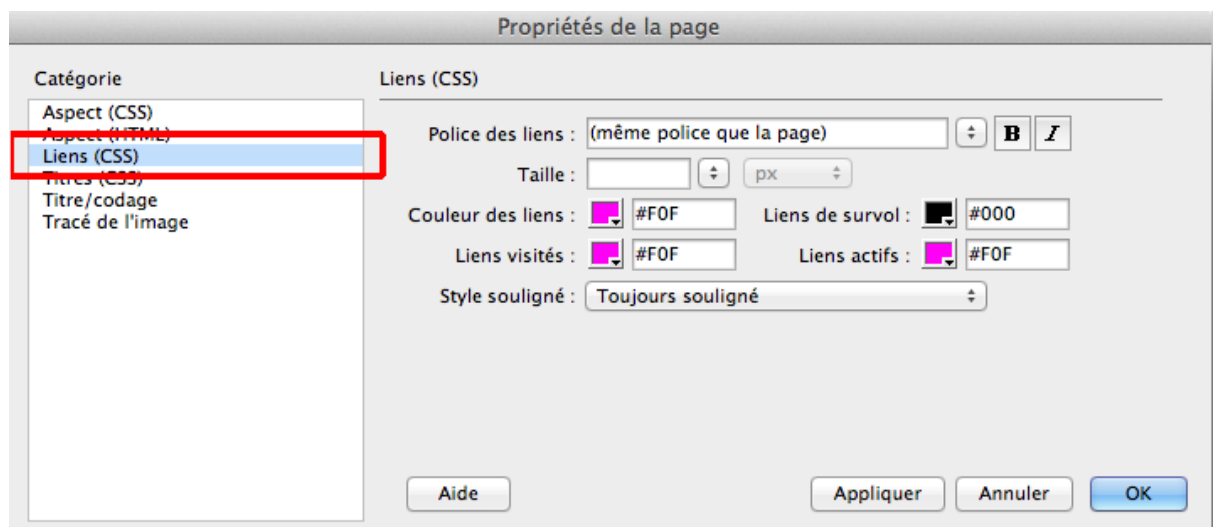 Propriétés de la page
Catégorie
Aspect (CSS)
Aspect (HTML)
Liens (CSS)
Titres (CSS)
Titre/codage
Tracé de l'image
Liens (CSS)
Police des liens : (même police que la page) B I
Taille : px
Couleur des liens : #F0F Liens de survol : #000
Liens visités : #F0F Liens actifs : #F0F
Style souligné : Toujours souligné
Aide Appliquer Annuler OK